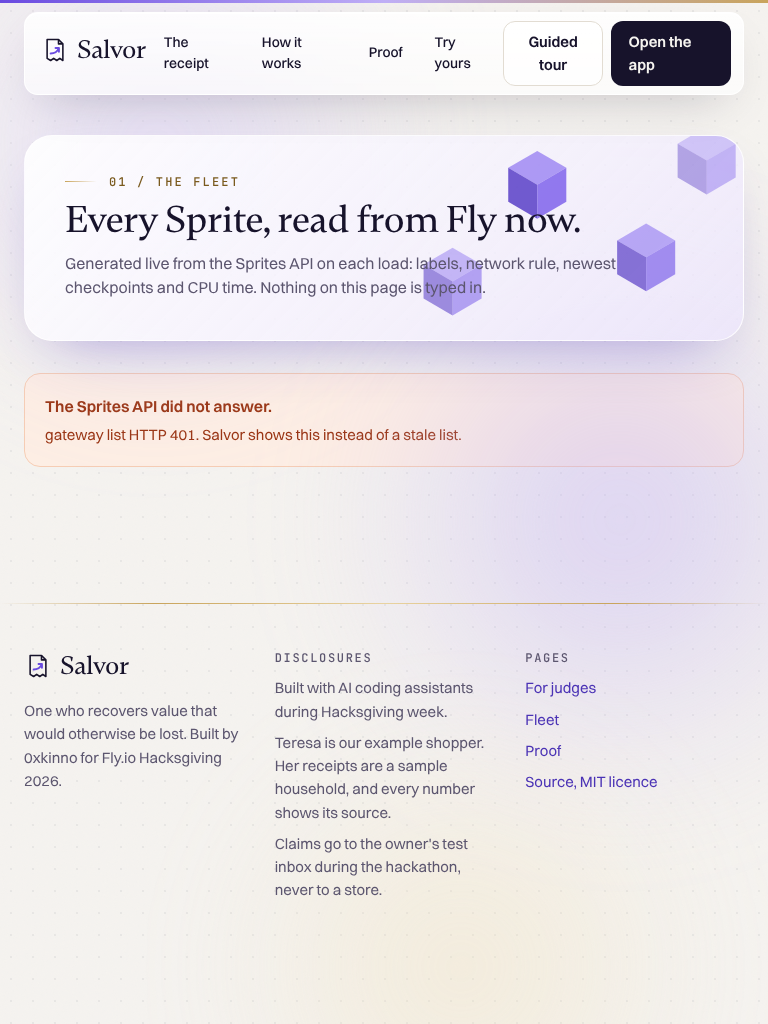 Salvor
The
receipt
How it
works
Proof
Try
yours
Guided
tour
Open the
app
01 / THE FLEET
Every Sprite, read from Fly now.
Generated live from the Sprites API on each load: labels, network rule, newest
checkpoints and CPU time. Nothing on this page is typed in.
The Sprites API did not answer.
gateway list HTTP 401. Salvor shows this instead of a stale list.
Salvor
One who recovers value that
would otherwise be lost. Built by
0xkinno for Fly.io Hacksgiving
2026.
DISCLOSURES
Built with AI coding assistants
during Hacksgiving week.
Teresa is our example shopper.
Her receipts are a sample
household, and every number
shows its source.
Claims go to the owner's test
inbox during the hackathon,
never to a store.
PAGES
For judges
Fleet
Proof
Source, MIT licence